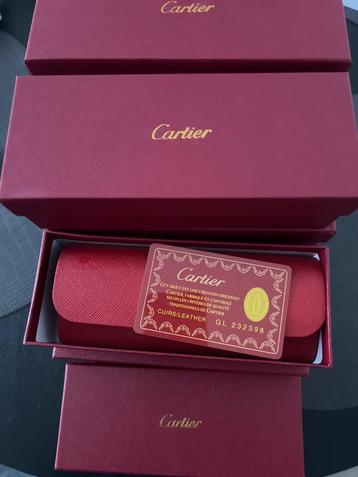 Cartier
Cartier
Cartier
CET OBJET EST UNE CRÉATION ORIGINALE
CARTIER, FABRIQUÉ ET CONTRÔLÉ
SELON LES CRITÈRES DE QUALITÉ
TRADITIONNELS DE CARTIER
CUIRS/LEATHER GL 232398
Cartier